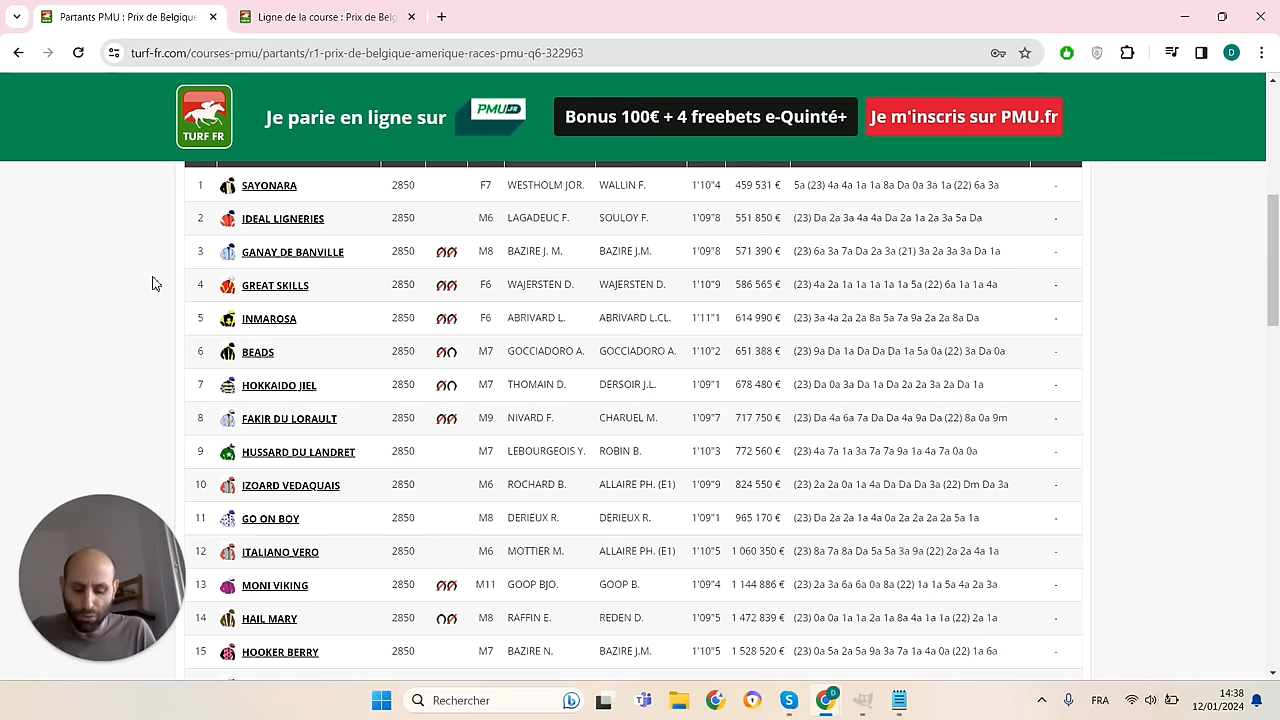 Partants PMU : Prix de Belgique
Ligne de la course : Prix de Belg
turf-fr.com/courses-pmu/partants/r1-prix-de-belgique-amerique-races-pmu-q6-322963
D
TURF FR
Je parie en ligne sur
PMU.FR
Bonus 100€ + 4 freebets e-Quinté+
Je m'inscris sur PMU.fr
1 SAYONARA 2850 F7 WESTHOLM JOR. WALLIN F. 1'10"4 459 531 € 5a (23) 4a 4a 1a 1a 8a Da 0a 1a 1a (22) 6a 3a -
2 IDEAL LIGNERIES 2850 M6 LAGADEUC F. SOULOY F. 1'09"8 551 850 € (23) Da 2a 3a 4a 4a Da 2a 1a 2a 3a 5a Da -
3 GANAY DE BANVILLE 2850 M8 BAZIRE J. M. BAZIRE J.M. 1'09"8 571 390 € (23) 6a 3a 7a Da 2a 3a (21) 3a 2a 3a 3a Da 1a -
4 GREAT SKILLS 2850 F6 WAJERSTEN D. WAJERSTEN D. 1'10"9 586 565 € (23) 4a 2a 1a 1a 1a 1a 1a 5a (22) 6a 1a 1a 4a -
5 INMAROSA 2850 F6 ABRIVARD L. ABRIVARD L.CL. 1'11"1 614 990 € (23) 3a 4a 2a 2a 8a 5a 7a 9a 2a 2a 8a Da -
6 BEADS 2850 M7 GOCCIADORO A. GOCCIADORO A. 1'10"2 651 388 € (23) 9a Da 1a Da Da Da 1a 5a 0a (22) 3a Da 0a -
7 HOKKAIDO JIEL 2850 M7 THOMAIN D. DERSOIR J.L. 1'09"1 678 480 € (23) Da 0a 3a Da 1a Da 2a 2a 3a 2a Da 1a -
8 FAKIR DU LORAULT 2850 M9 NIVARD F. CHARUEL M. 1'09"7 717 750 € (23) Da 4a 6a 7a Da Da 4a 9a Da (22) 8a 0a 9m -
9 HUSSARD DU LANDRET 2850 M7 LEBOURGEOIS Y. ROBIN B. 1'10"3 772 560 € (23) 4a 7a 1a 3a 7a 7a 9a 1a 4a 7a 0a 0a -
10 IZOARD VEDAQUAIS 2850 M6 ROCHARD B. ALLAIRE PH. (E1) 1'09"9 824 550 € (23) 2a 2a 0a 1a 4a Da Da Da 3a (22) Dm Da 3a -
11 GO ON BOY 2850 M8 DERIEUX R. DERIEUX R. 1'09"1 965 170 € (23) Da 2a 2a 1a 4a 0a 2a 2a 2a 2a 5a 1a -
12 ITALIANO VERO 2850 M6 MOTTIER M. ALLAIRE PH. (E1) 1'10"5 1 060 350 € (23) 8a 7a 8a Da 5a 5a 3a 9a (22) 2a 2a 4a 1a -
13 MONI VIKING 2850 M11 GOOP BJO. GOOP B. 1'09"4 1 144 886 € (23) 2a 3a 6a 6a 0a 8a (22) 1a 1a 5a 4a 2a 3a -
14 HAIL MARY 2850 M8 RAFFIN E. REDEN D. 1'09"5 1 472 839 € (23) 0a 0a 1a 1a 2a 1a 8a 4a 1a 1a (22) 2a 1a -
15 HOOKER BERRY 2850 M7 BAZIRE N. BAZIRE J.M. 1'10"5 1 528 520 € (23) 0a 5a 2a 5a 9a 3a 7a 1a 4a 0a (22) 1a 6a -
Rechercher
FRA
14:38
12/01/2024